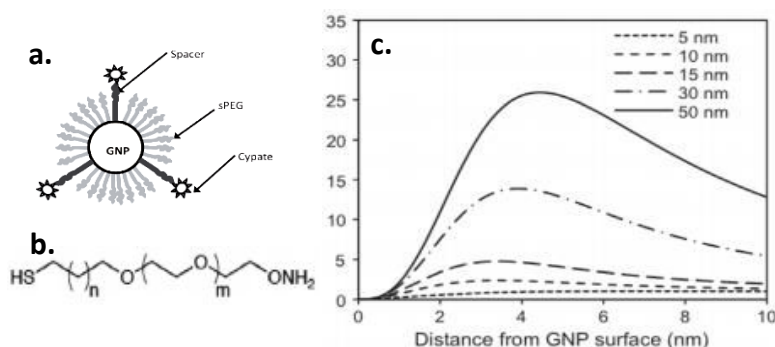 a.
Spacer
sPEG
GNP
Cypate
b.
HS
n
O
O
m
ONH₂
c.
35
30
25
20
15
10
5
0
5 nm
10 nm
15 nm
30 nm
50 nm
0 2 4 6 8 10
Distance from GNP surface (nm)